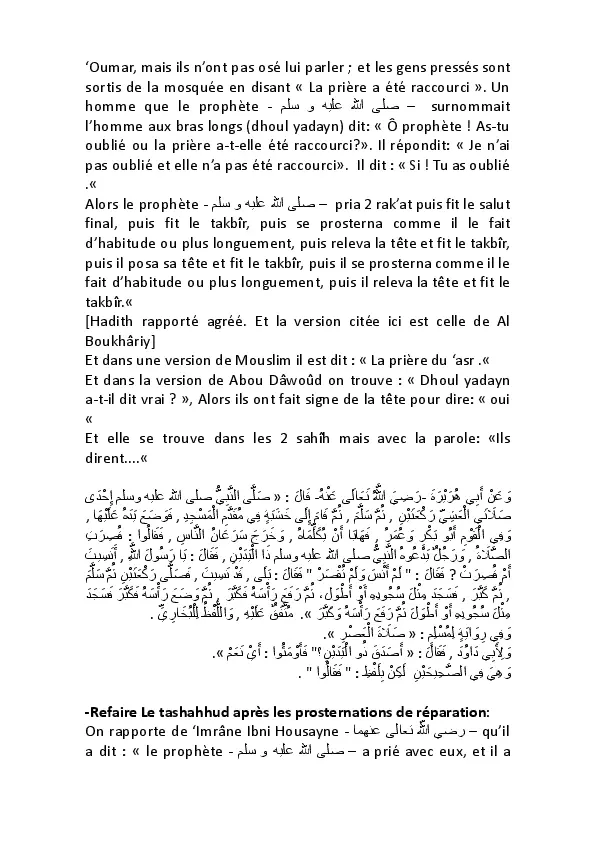 ‘Oumar, mais ils n’ont pas osé lui parler ; et les gens pressés sont
sortis de la mosquée en disant « La prière a été raccourci ». Un
homme que le prophète - صلى الله عليه و سلم – surnommait
l’homme aux bras longs (dhoul yadayn) dit: « Ô prophète ! As-tu
oublié ou la prière a-t-elle été raccourci?». Il répondit: « Je n’ai
pas oublié et elle n’a pas été raccourci». Il dit : « Si ! Tu as oublié
.«
Alors le prophète - صلى الله عليه و سلم – pria 2 rak’at puis fit le salut
final, puis fit le takbîr, puis se prosterna comme il le fait
d’habitude ou plus longuement, puis releva la tête et fit le takbîr,
puis il posa sa tête et fit le takbîr, puis il se prosterna comme il le
fait d’habitude ou plus longuement, puis il releva la tête et fit le
takbîr.«
[Hadith rapporté agréé. Et la version citée ici est celle de Al
Boukhâriy]
Et dans une version de Mouslim il est dit : « La prière du ‘asr .«
Et dans la version de Abou Dâwoûd on trouve : « Dhoul yadayn
a-t-il dit vrai ? », Alors ils ont fait signe de la tête pour dire: « oui
«
Et elle se trouve dans les 2 sahîh mais avec la parole: «Ils
dirent....«
وَ عَنْ أَبِي هُرَيْرَةَ -رَضِيَ اللَّهُ تَعَالَى عَنْهُ- قَالَ : « صَلَّى النَّبِيُّ صلى الله عليه وسلم إِحْدَى
صَلَاتَيِ الْعَشِيِّ رَكْعَتَيْنِ , ثُمَّ سَلَّمَ , ثُمَّ قَامَ إِلَى خَشَبَةٍ فِي مُقَدَّمِ الْمَسْجِدِ , فَوَضَعَ يَدَهُ عَلَيْهَا ,
وَ فِي الْقَوْمِ أَبُو بَكْرٍ وَ عُمَرُ , فَهَابَا أَنْ يُكَلِّمَاهُ , وَ خَرَجَ سَرَعَانُ النَّاسِ , فَقَالُوا : قُصِرَتِ
الصَّلَاةُ , وَ رَجُلٌ يَدْعُوهُ النَّبِيُّ صلى الله عليه وسلم ذَا الْيَدَيْنِ , فَقَالَ : يَا رَسُولَ اللَّهِ , أَنَسِيتَ
أَمْ قُصِرَتْ ? فَقَالَ : " لَمْ أَنْسَ وَلَمْ تُقْصَرْ " فَقَالَ : بَلَى , قَدْ نَسِيتَ , فَصَلَّى رَكْعَتَيْنِ ثُمَّ سَلَّمَ
, ثُمَّ كَبَّرَ , فَسَجَدَ مِثْلَ سُجُودِهِ أَوْ أَطْوَلَ , ثُمَّ رَفَعَ رَأْسَهُ فَكَبَّرَ , ثُمَّ وَضَعَ رَأْسَهُ فَكَبَّرَ فَسَجَدَ
مِثْلَ سُجُودِهِ أَوْ أَطْوَلَ ثُمَّ رَفَعَ رَأْسَهُ وَ كَبَّرَ ». مُتَّفَقٌ عَلَيْهِ , وَاللَّفْظُ لِلْبُخَارِيِّ .
وَ فِي رِوَايَةٍ لِمُسْلِمٍ : « صَلَاةَ الْعَصْرِ ».
وَلِأَبِي دَاوُدَ , فَقَالَ : « أَصَدَقَ ذُو الْيَدَيْنِ ؟" فَأَوْمَئُوا : أَيْ نَعَمْ ».
وَ هِيَ فِي الصَّحِيحَيْنِ لَكِنْ بِلَفْظِ : " فَقَالُوا " .
-Refaire Le tashahhud après les prosternations de réparation:
On rapporte de ‘Imrâne Ibni Housayne - رضي الله تعالى عنهما – qu’il
a dit : « le prophète - صلى الله عليه و سلم – a prié avec eux, et il a